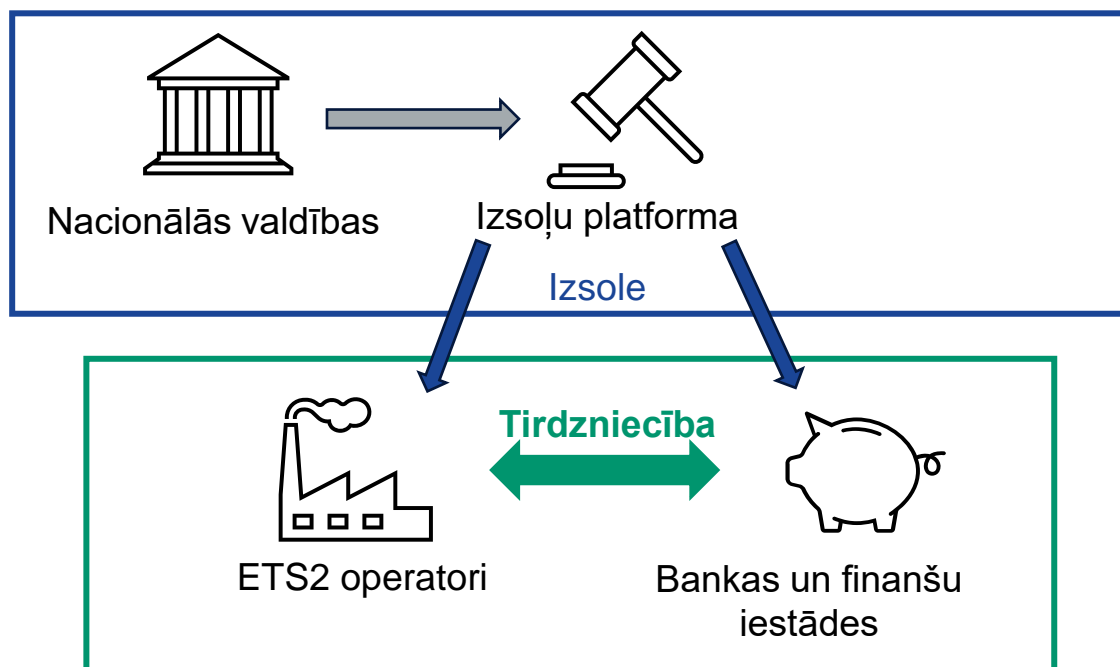 Nacionālās valdības
Izsoļu platforma
Izsole
Tirdzniecība
ETS2 operatori
Bankas un finanšu
iestādes